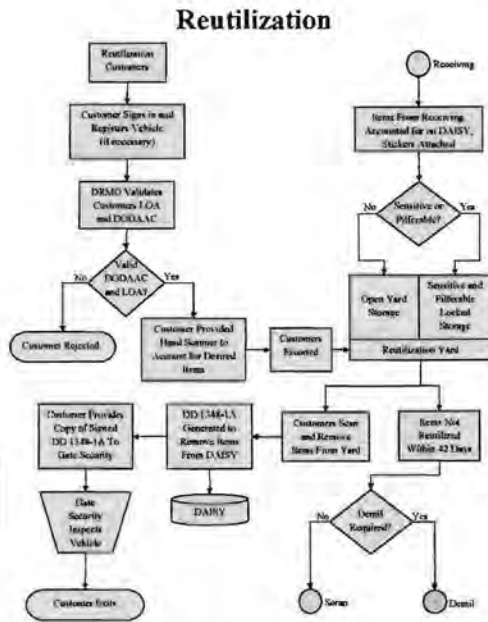 Reutilization
Reutilization
Customers
Receiving
Customer Signs in and
Registers Vehicle
(if necessary)
Items From Receiving
Accounted for on DAISY,
Stickers Attached
DRMO Validates
Customers LOA
and DODAAC
No
Sensitive or
Pilferable?
Yes
No
Valid
DODAAC
and LOA?
Yes
Open Yard
Storage
Sensitive and
Pilferable
Locked
Storage
Reutilization Yard
Customer Rejected
Customer Provided
Hand Scanner to
Account for Desired
Items
Customers
Escorted
Customer Provides
Copy of Signed
DD 1348-1A To
Gate Security
DD 1348-1A
Generated to
Remove Items
From DAISY
Customers Scan
and Remove
Items From Yard
Items Not
Reutilized
Within 42 Days
Gate
Security
Inspects
Vehicle
DAISY
No
Demil
Required?
Yes
Customer Exits
Scrap
Demil